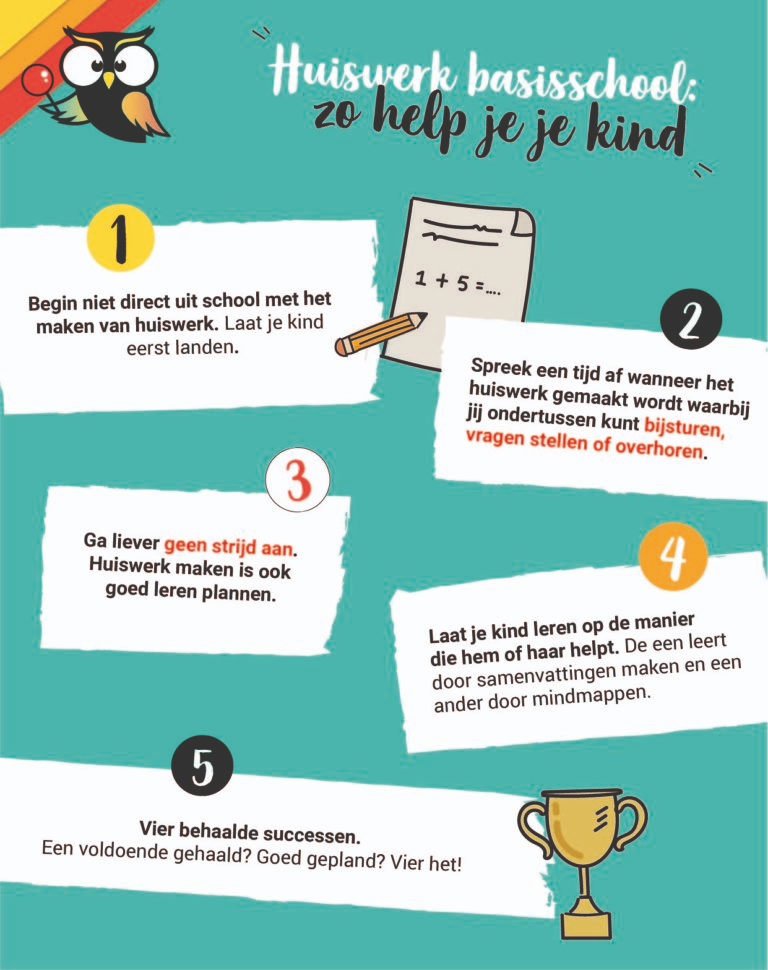 Huiswerk basisschool:
zo help je je kind
1
Begin niet direct uit school met het
maken van huiswerk. Laat je kind
eerst landen.
1 + 5 =....
2
Spreek een tijd af wanneer het
huiswerk gemaakt wordt waarbij
jij ondertussen kunt bijsturen,
vragen stellen of overhoren.
3
Ga liever geen strijd aan.
Huiswerk maken is ook
goed leren plannen.
4
Laat je kind leren op de manier
die hem of haar helpt. De een leert
door samenvattingen maken en een
ander door mindmappen.
5
Vier behaalde successen.
Een voldoende gehaald? Goed gepland? Vier het!